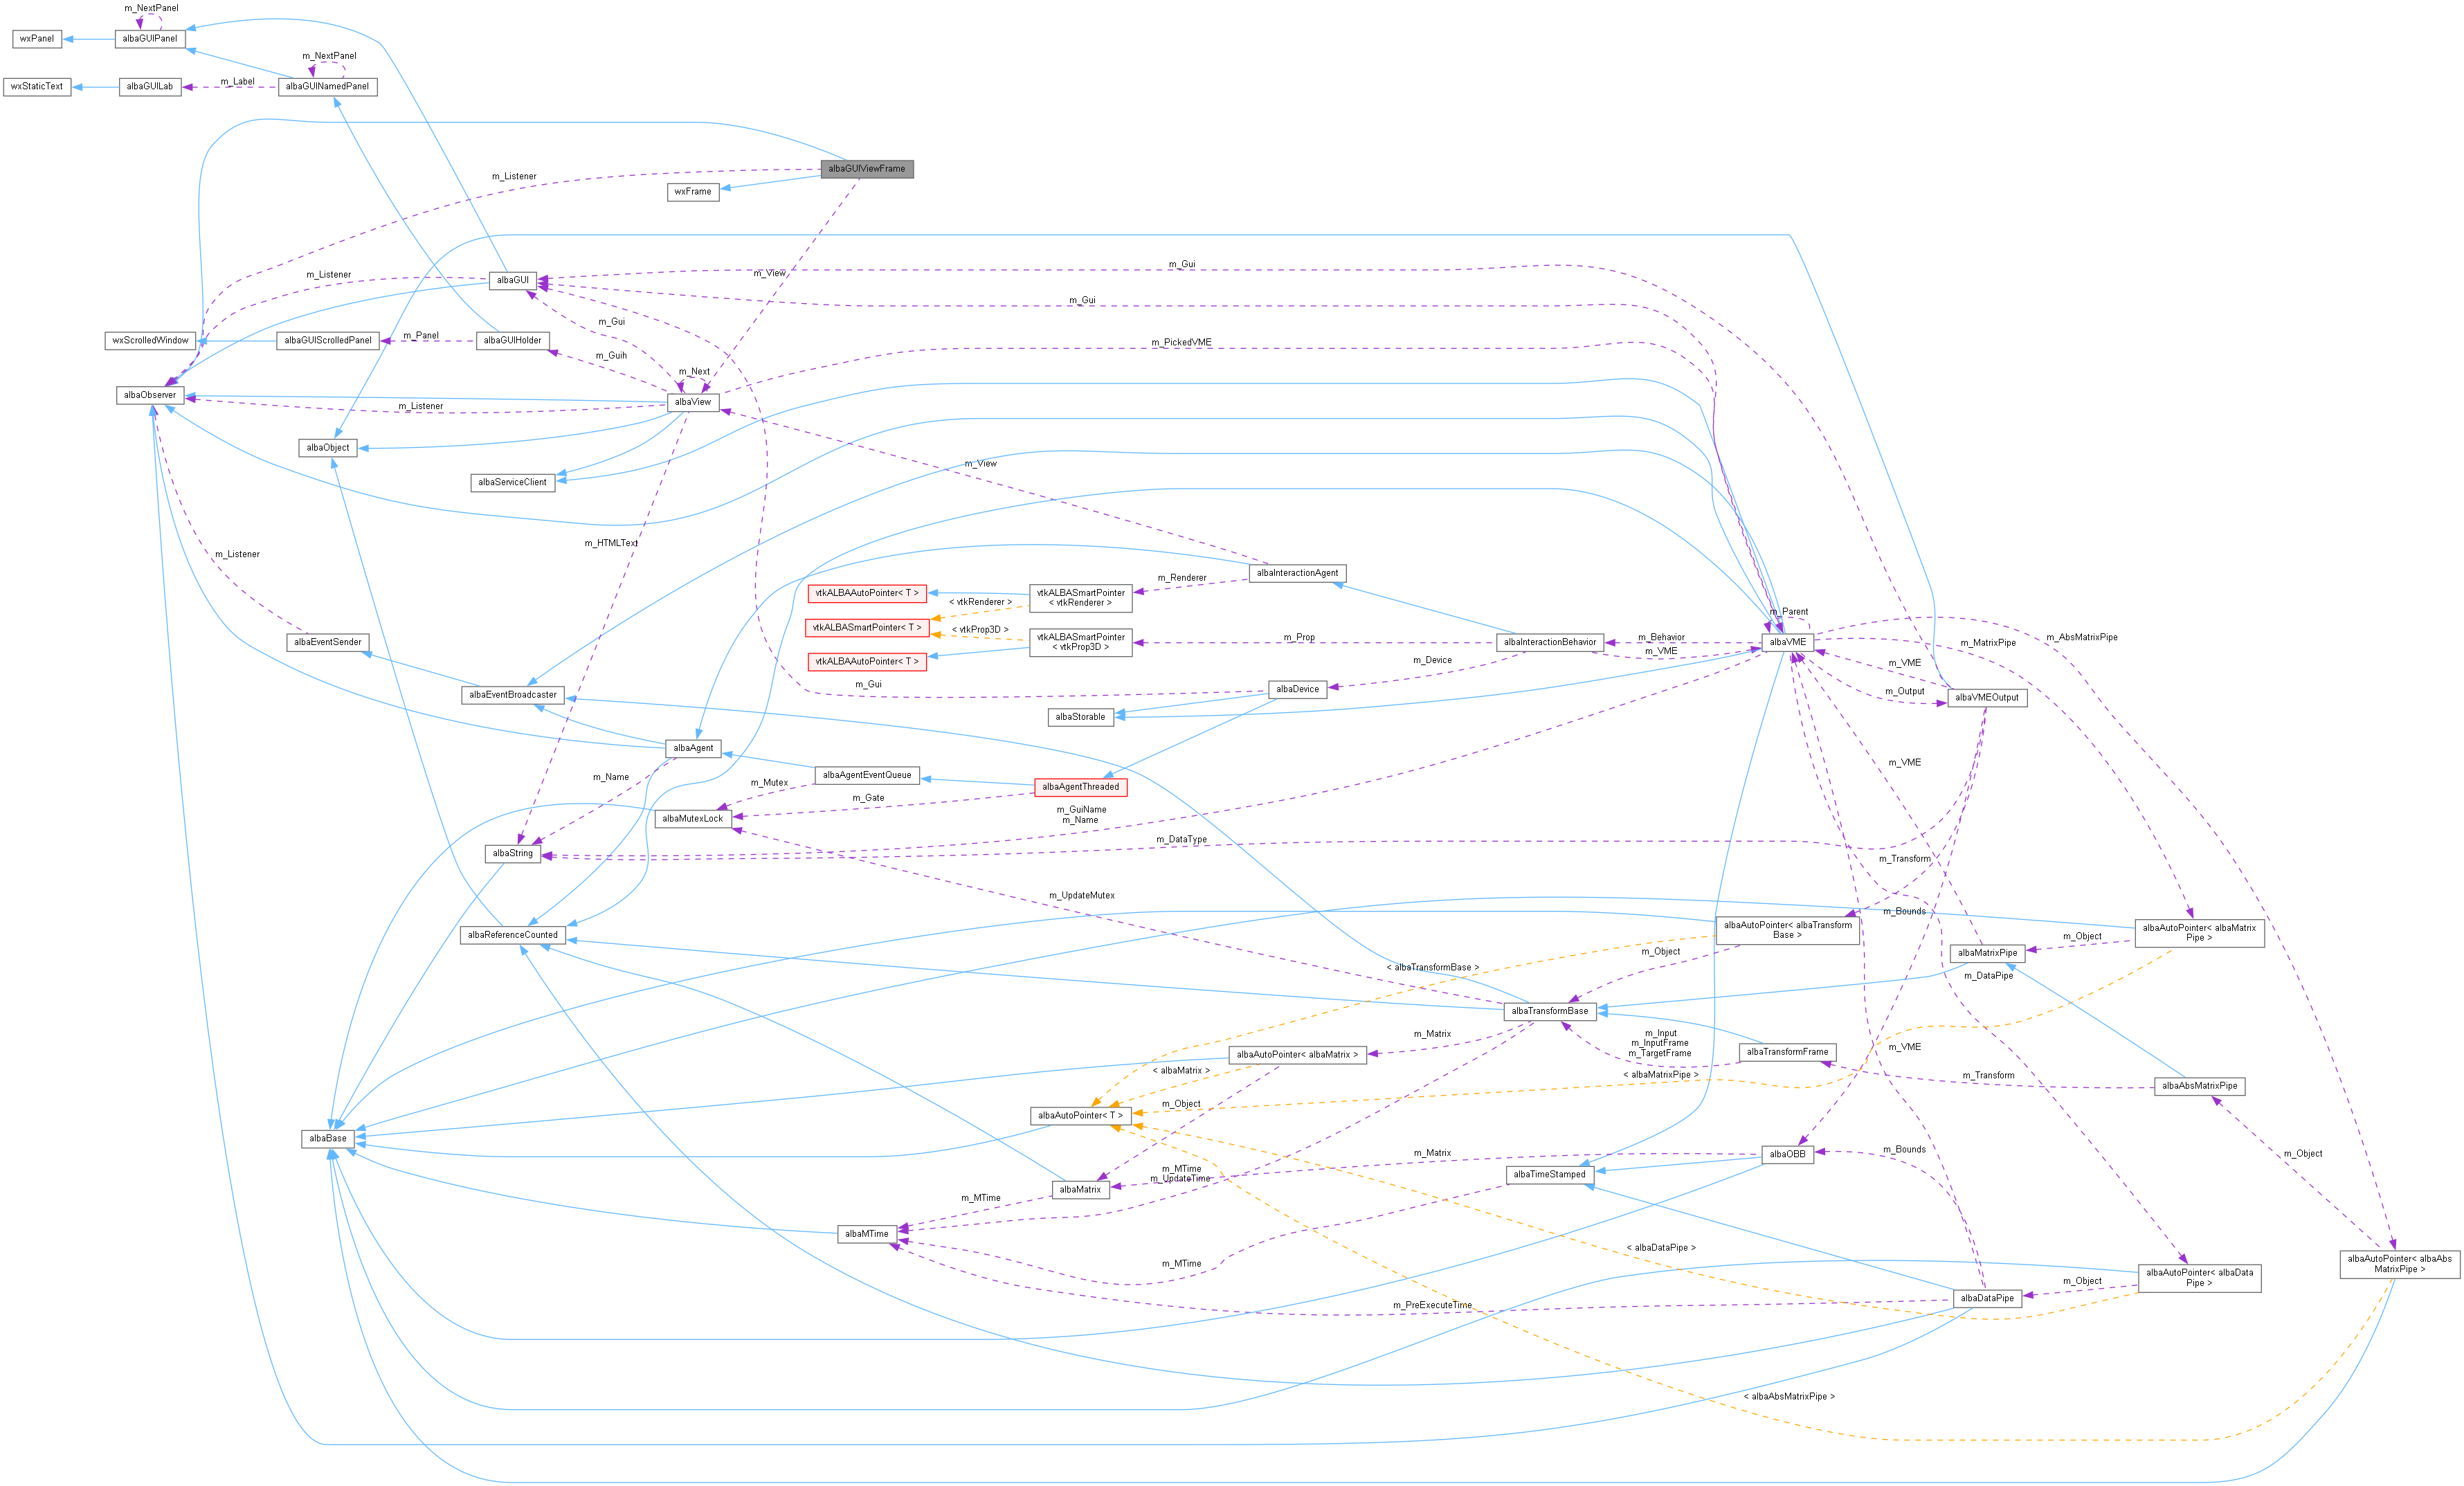 m_NextPanel
wxPanel
albaGUIPanel
m_NextPanel
wxStaticText
albaGUILab
m_Label
albaGUINamedPanel
albaGUIViewFrame
m_Listener
wxFrame
m_View
m_Gui
m_Listener
albaGUI
m_Gui
m_Gui
wxScrolledWindow
albaGUIScrolledPanel
m_Panel
albaGUIHolder
m_Guih
m_PickedVME
m_Next
albaObserver
m_Listener
albaView
albaObject
albaServiceClient
m_View
m_HTMLText
m_Listener
albaInteractionAgent
m_Renderer
vtkALBAAutoPointer< T >
vtkALBASmartPointer
< vtkRenderer >
< vtkRenderer >
vtkALBASmartPointer< T >
< vtkProp3D >
vtkALBASmartPointer
< vtkProp3D >
vtkALBAAutoPointer< T >
m_Prop
albaInteractionBehavior
m_Behavior
m_VME
m_Parent
albaVME
m_MatrixPipe
m_AbsMatrixPipe
albaEventSender
m_Device
m_VME
m_Gui
albaDevice
m_Output
albaVMEOutput
albaEventBroadcaster
albaStorable
albaAgent
m_Name
albaAgentEventQueue
m_Mutex
albaAgentThreaded
m_Gate
m_VME
albaMutexLock
m_GuiName
m_Name
m_DataType
albaString
m_Transform
m_UpdateMutex
m_Bounds
albaReferenceCounted
albaAutoPointer< albaTransform
Base >
albaAutoPointer< albaMatrix
Pipe >
m_Object
albaMatrixPipe
m_Object
< albaTransformBase >
m_DataPipe
albaTransformBase
m_Matrix
m_Input
m_InputFrame
m_TargetFrame
albaTransformFrame
m_VME
albaAutoPointer< albaMatrix >
< albaMatrix >
< albaMatrixPipe >
m_Transform
albaAbsMatrixPipe
m_Object
albaAutoPointer< T >
albaBase
m_Matrix
albaOBB
m_Bounds
m_Object
m_MTime
m_UpdateTime
albaTimeStamped
albaMatrix
m_MTime
albaMTime
< albaDataPipe >
m_MTime
albaAutoPointer< albaAbs
MatrixPipe >
albaAutoPointer< albaData
Pipe >
m_Object
m_PreExecuteTime
albaDataPipe
< albaAbsMatrixPipe >